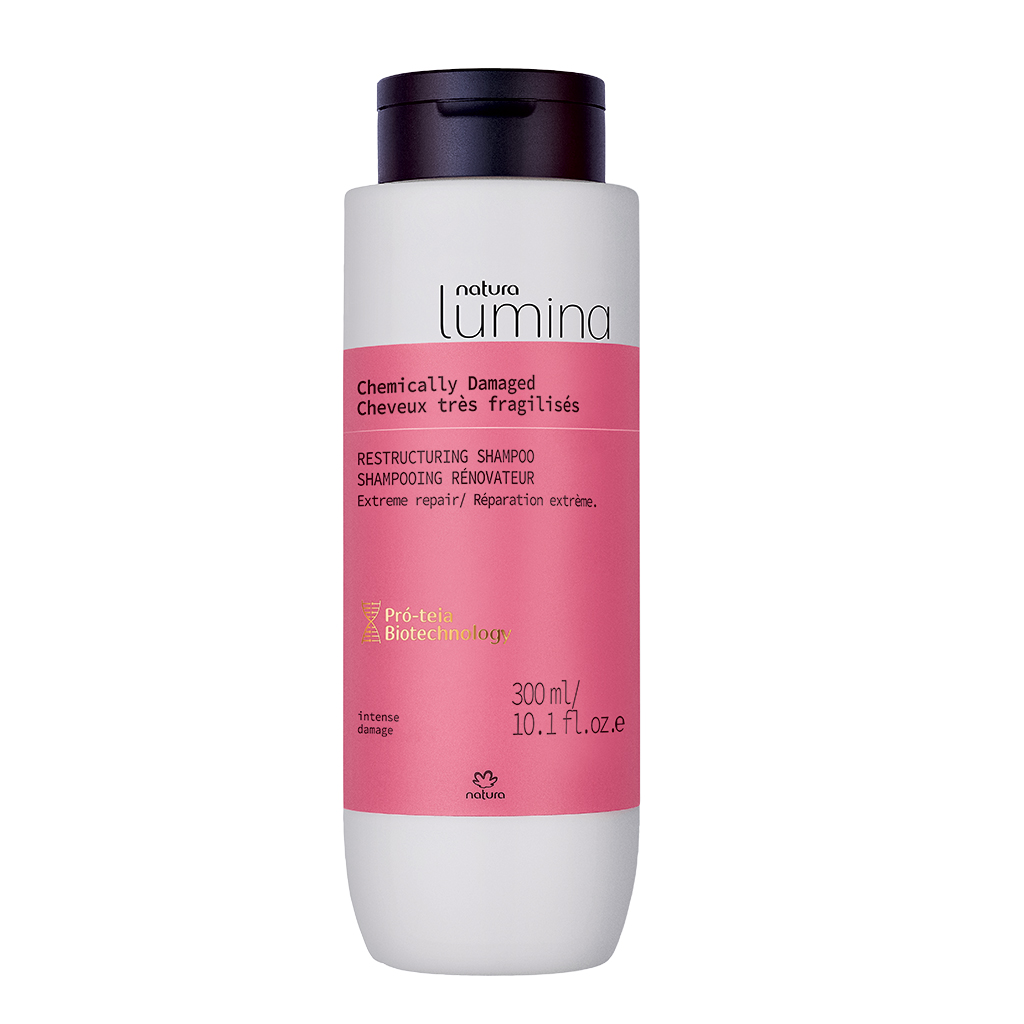 natura
lumina
Chemically Damaged
Cheveux très fragilisés
RESTRUCTURING SHAMPOO
SHAMPOOING RÉNOVATEUR
Extreme repair/ Réparation extrème.
Pró-teia
Biotechnology
300 ml/
10.1 fl.oz.e
intense
damage
natura